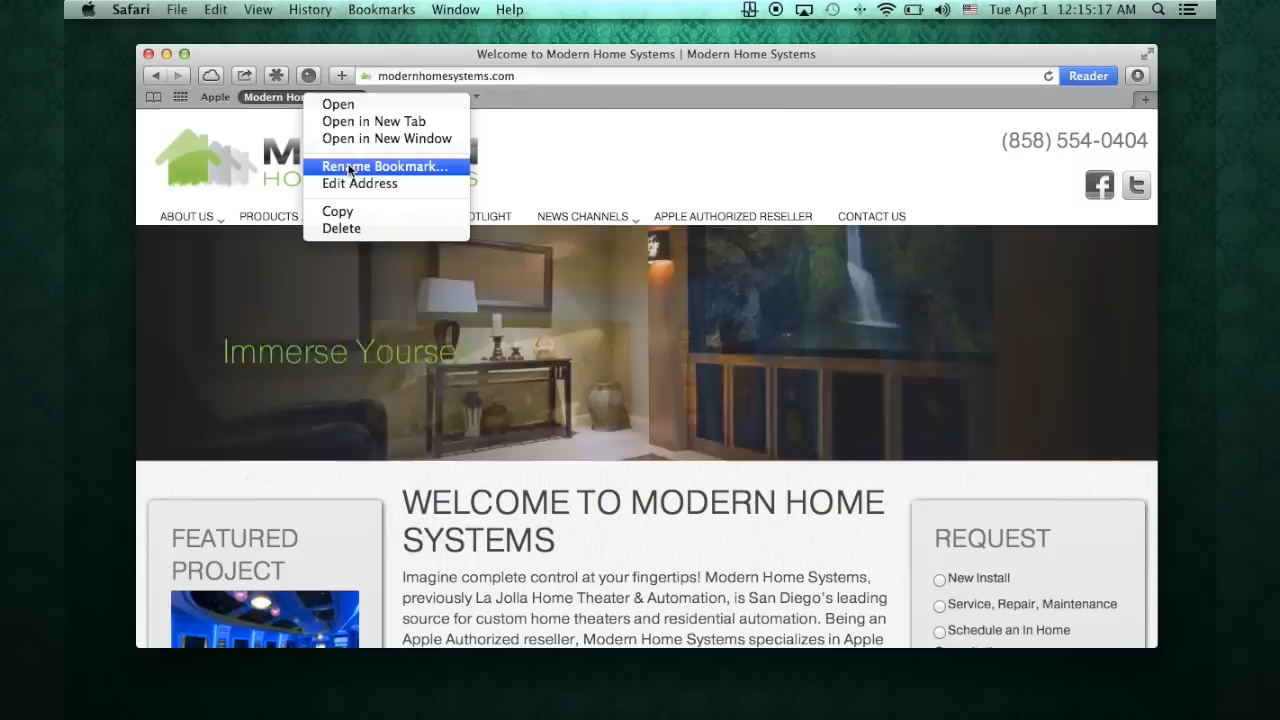 Safari File Edit View History Bookmarks Window Help Tue Apr 1 12:15:17 AM
Welcome to Modern Home Systems | Modern Home Systems
modernhomesystems.com Reader
Apple Modern Ho
Open
Open in New Tab
Open in New Window
Rename Bookmark...
Edit Address
Copy
Delete
(858) 554-0404
ABOUT US PRODUCTS NEWS CHANNELS APPLE AUTHORIZED RESELLER CONTACT US
Immerse Yourse
WELCOME TO MODERN HOME
SYSTEMS
Imagine complete control at your fingertips! Modern Home Systems,
previously La Jolla Home Theater & Automation, is San Diego's leading
source for custom home theaters and residential automation. Being an
Apple Authorized reseller, Modern Home Systems specializes in Apple
FEATURED
PROJECT
REQUEST
New Install
Service, Repair, Maintenance
Schedule an In Home